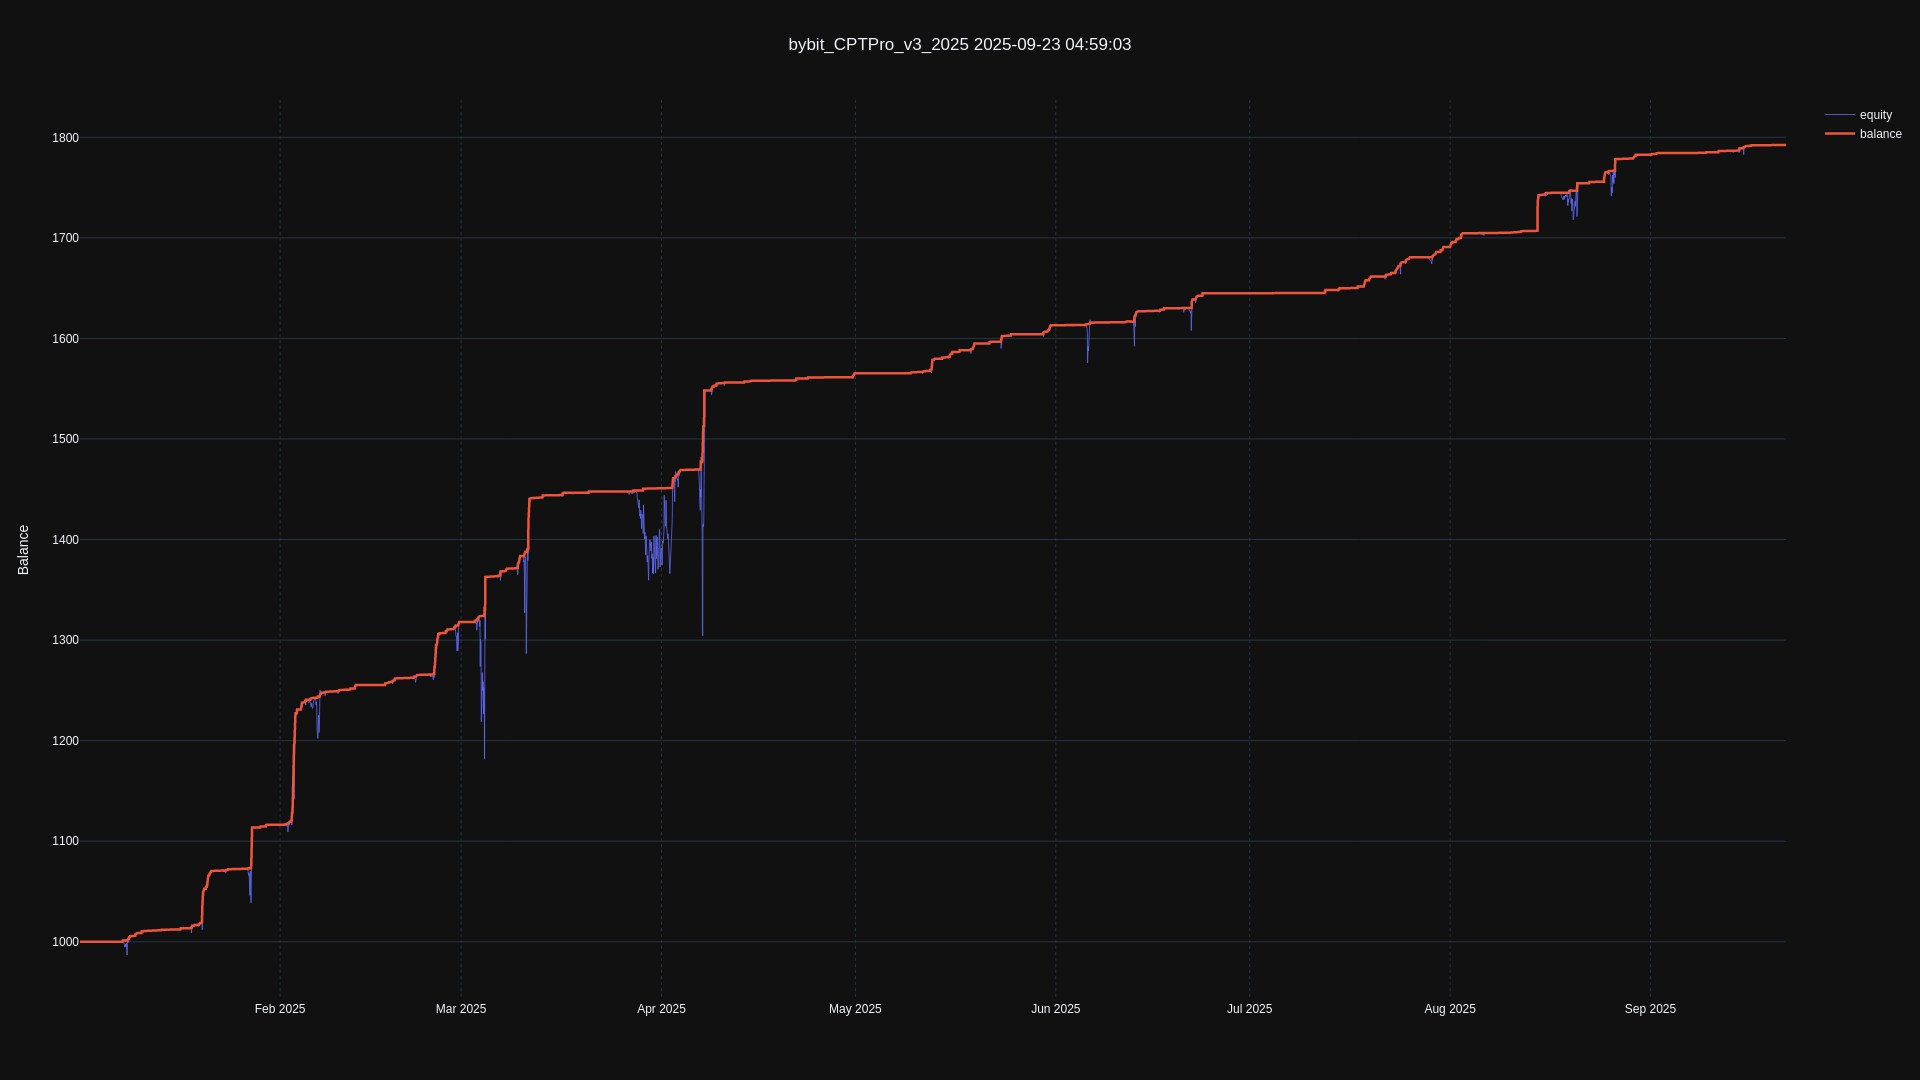 bybit_CPTPro_v3_2025 2025-09-23 04:59:03
equity
balance
1800
1700
1600
1500
1400
1300
1200
1100
1000
Balance
Feb 2025
Mar 2025
Apr 2025
May 2025
Jun 2025
Jul 2025
Aug 2025
Sep 2025